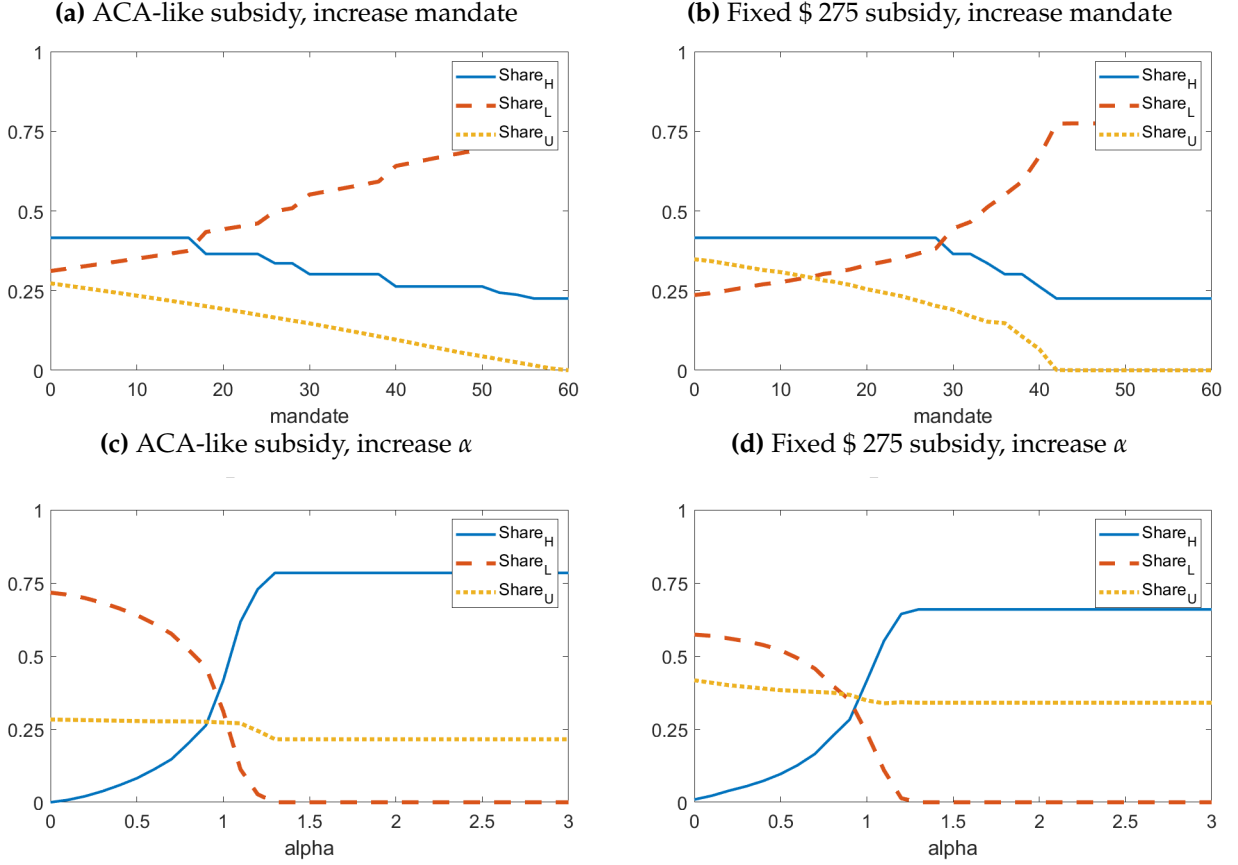 (a) ACA-like subsidy, increase mandate
1
0.75
0.5
0.25
0
0 10 20 30 40 50 60
mandate
Share_H
Share_L
Share_U
(b) Fixed $ 275 subsidy, increase mandate
1
0.75
0.5
0.25
0
0 10 20 30 40 50 60
mandate
Share_H
Share_L
Share_U
(c) ACA-like subsidy, increase α
1
0.75
0.5
0.25
0
0 0.5 1 1.5 2 2.5 3
alpha
Share_H
Share_L
Share_U
(d) Fixed $ 275 subsidy, increase α
1
0.75
0.5
0.25
0
0 0.5 1 1.5 2 2.5 3
alpha
Share_H
Share_L
Share_U